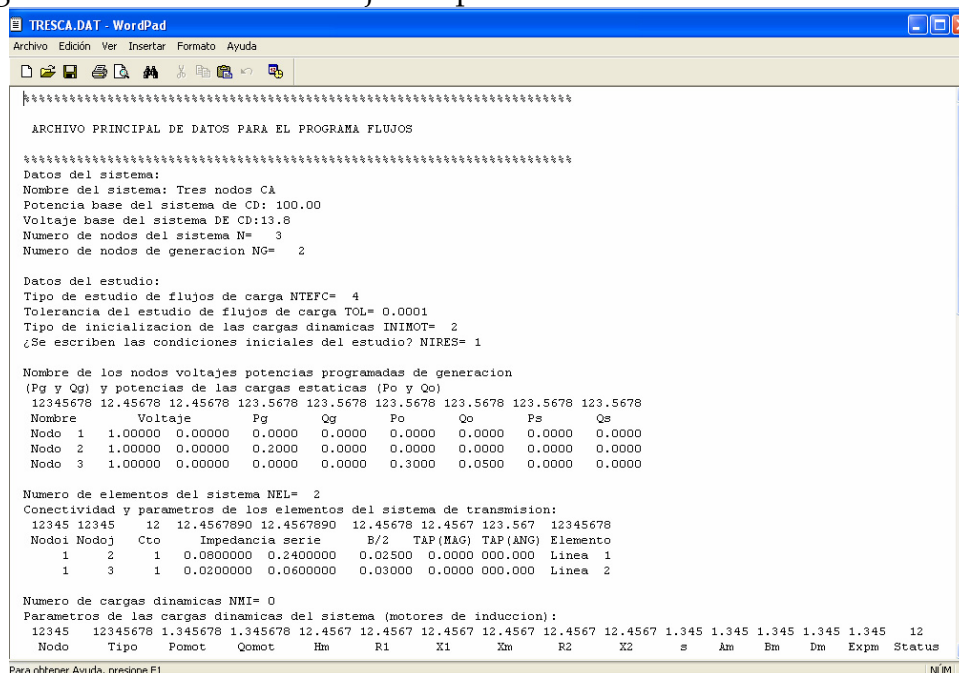 TRESCA.DAT - WordPad
Archivo Edición Ver Insertar Formato Ayuda
%%%%%%%%%%%%%%%%%%%%%%%%%%%%%%%%%%%%%%%%%%%%%%%%%%%%%%%%%%%%%%%%%%%%%%%%
ARCHIVO PRINCIPAL DE DATOS PARA EL PROGRAMA FLUJOS
%%%%%%%%%%%%%%%%%%%%%%%%%%%%%%%%%%%%%%%%%%%%%%%%%%%%%%%%%%%%%%%%%%%%%%%%
Datos del sistema:
Nombre del sistema: Tres nodos CA
Potencia base del sistema de CD: 100.00
Voltaje base del sistema DE CD:13.8
Numero de nodos del sistema N= 3
Numero de nodos de generacion NG= 2
Datos del estudio:
Tipo de estudio de flujos de carga NTEFC= 4
Tolerancia del estudio de flujos de carga TOL= 0.0001
Tipo de inicializacion de las cargas dinamicas INIMOT= 2
¿Se escriben las condiciones iniciales del estudio? NIRES= 1
Nombre de los nodos voltajes potencias programadas de generacion
(Pg y Qg) y potencias de las cargas estaticas (Po y Qo)
12345678 12.45678 12.45678 123.5678 123.5678 123.5678 123.5678 123.5678 123.5678
Nombre Voltaje Pg Qg Po Qo Ps Qs
Nodo 1 1.00000 0.00000 0.0000 0.0000 0.0000 0.0000 0.0000 0.0000
Nodo 2 1.00000 0.00000 0.2000 0.0000 0.0000 0.0000 0.0000 0.0000
Nodo 3 1.00000 0.00000 0.0000 0.0000 0.3000 0.0500 0.0000 0.0000
Numero de elementos del sistema NEL= 2
Conectividad y parametros de los elementos del sistema de transmision:
12345 12345 12 12.4567890 12.4567890 12.45678 12.4567 123.567 12345678
Nodoi Nodoj Cto Impedancia serie B/2 TAP(MAG) TAP(ANG) Elemento
1 2 1 0.0800000 0.2400000 0.02500 0.0000 000.000 Linea 1
1 3 1 0.0200000 0.0600000 0.03000 0.0000 000.000 Linea 2
Numero de cargas dinamicas NMI= 0
Parametros de las cargas dinamicas del sistema (motores de induccion):
12345 12345678 1.345678 1.345678 12.4567 12.4567 12.4567 12.4567 12.4567 12.4567 1.345 1.345 1.345 1.345 1.345 12
Nodo Tipo Pomot Qomot Hm R1 X1 Xm R2 X2 s Am Bm Dm Expm Status
Para obtener Ayuda, presione F1
NÚM